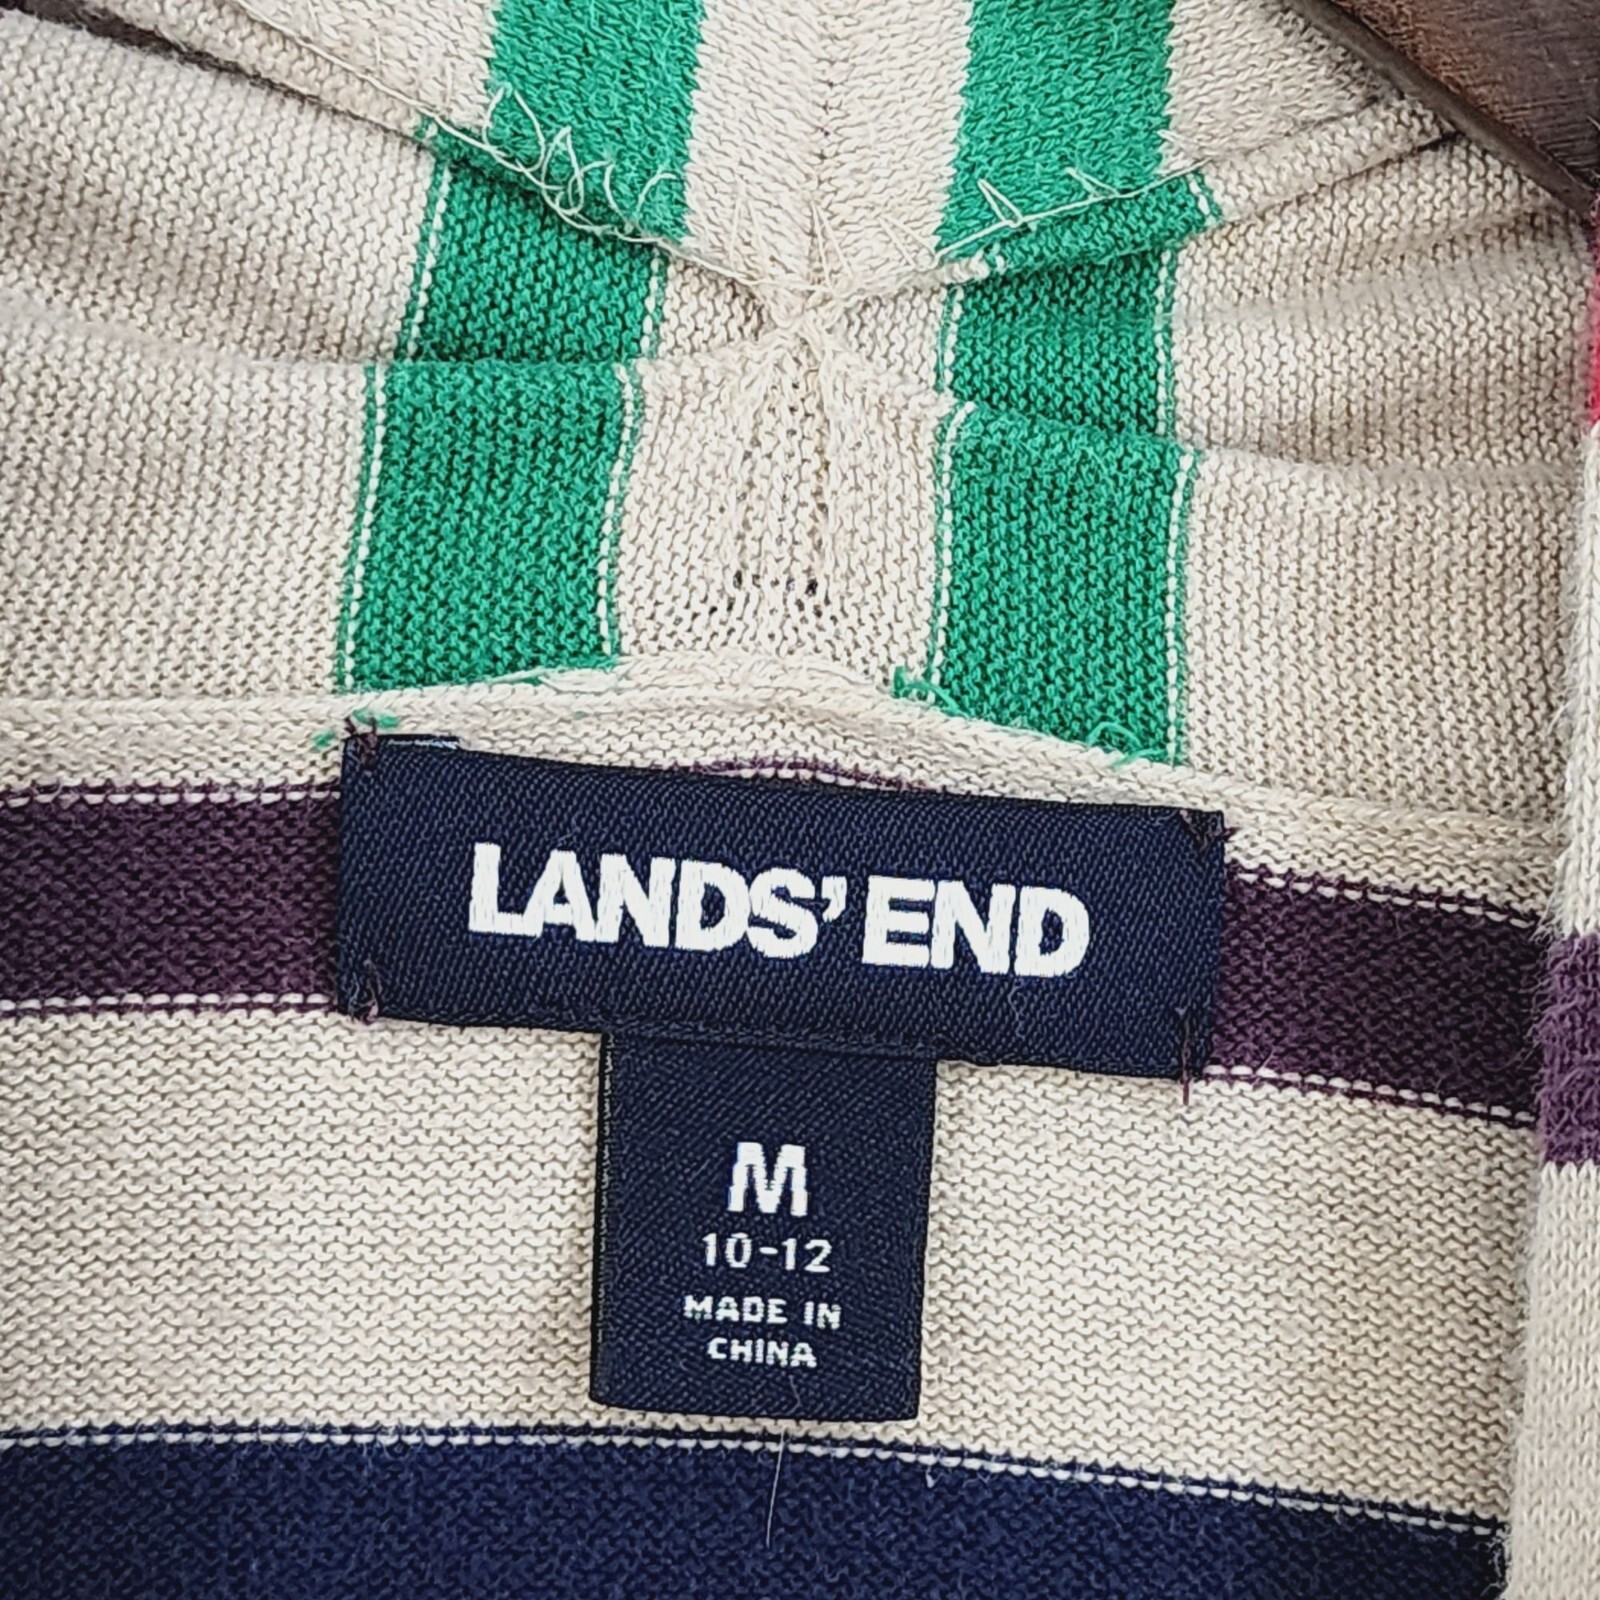 LANDS' END
M
10-12
MADE IN
CHINA